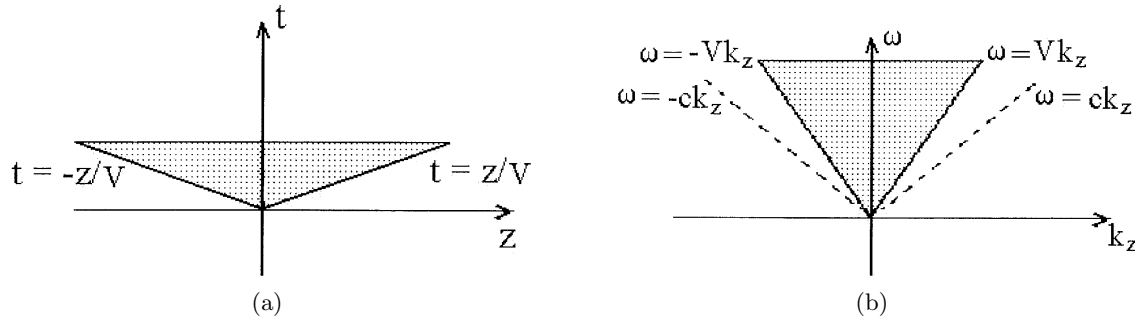 t
t = -z/V
t = z/V
z
(a)
ω
ω = -Vk_z
ω = Vk_z
ω = -ck_z
ω = ck_z
k_z
(b)